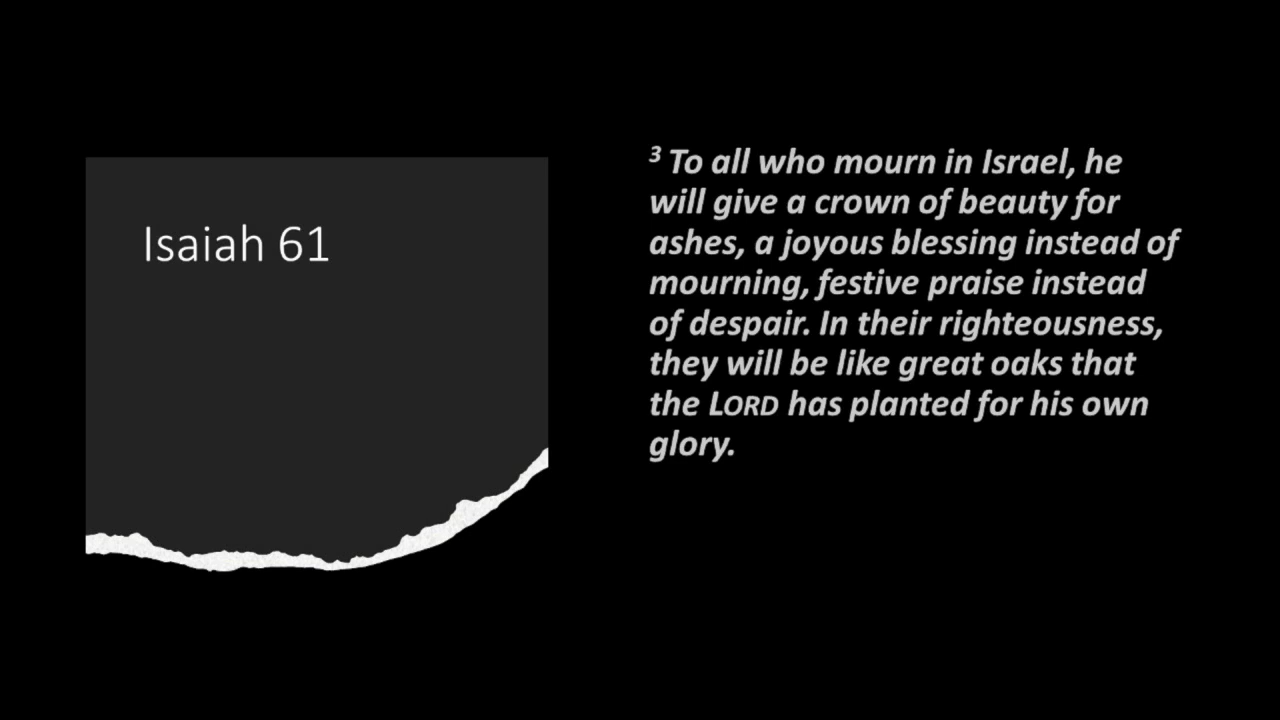 Isaiah 61
³ To all who mourn in Israel, he
will give a crown of beauty for
ashes, a joyous blessing instead of
mourning, festive praise instead
of despair. In their righteousness,
they will be like great oaks that
the LORD has planted for his own
glory.